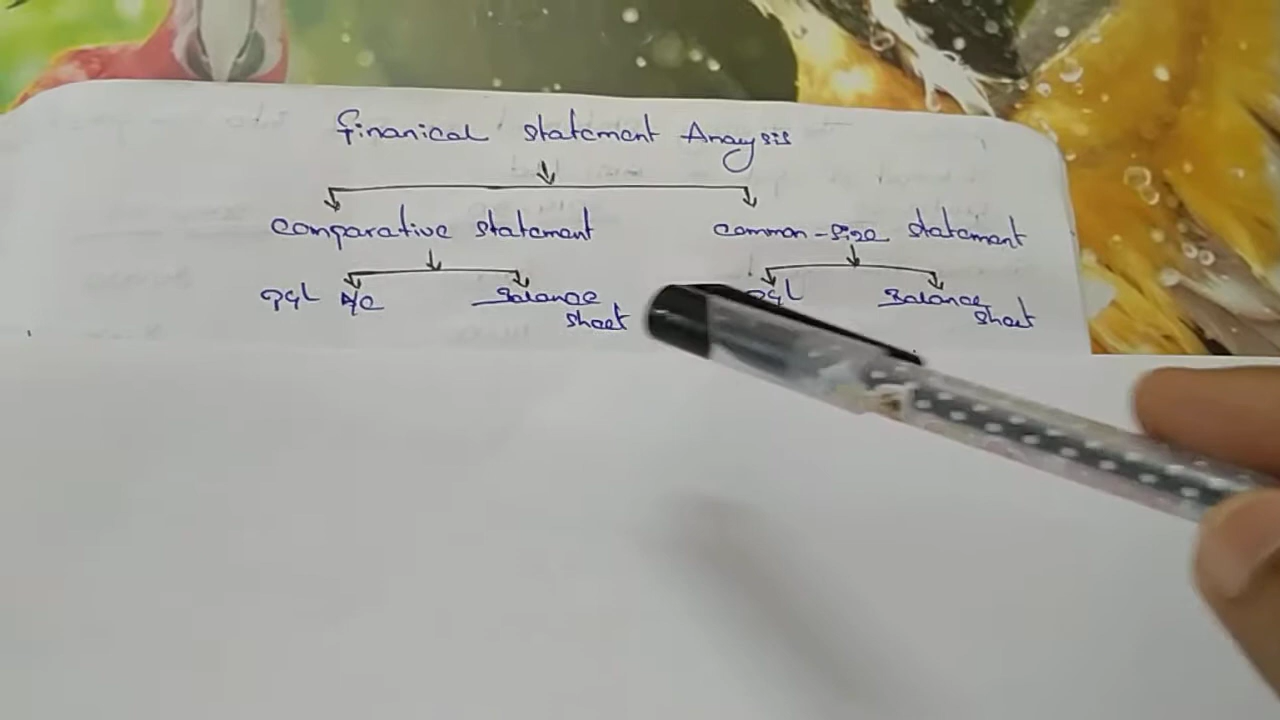 Finanical statement Anaysis
comparative statement common-size statement
P&L A/C Balance sheet P&L Balance sheet